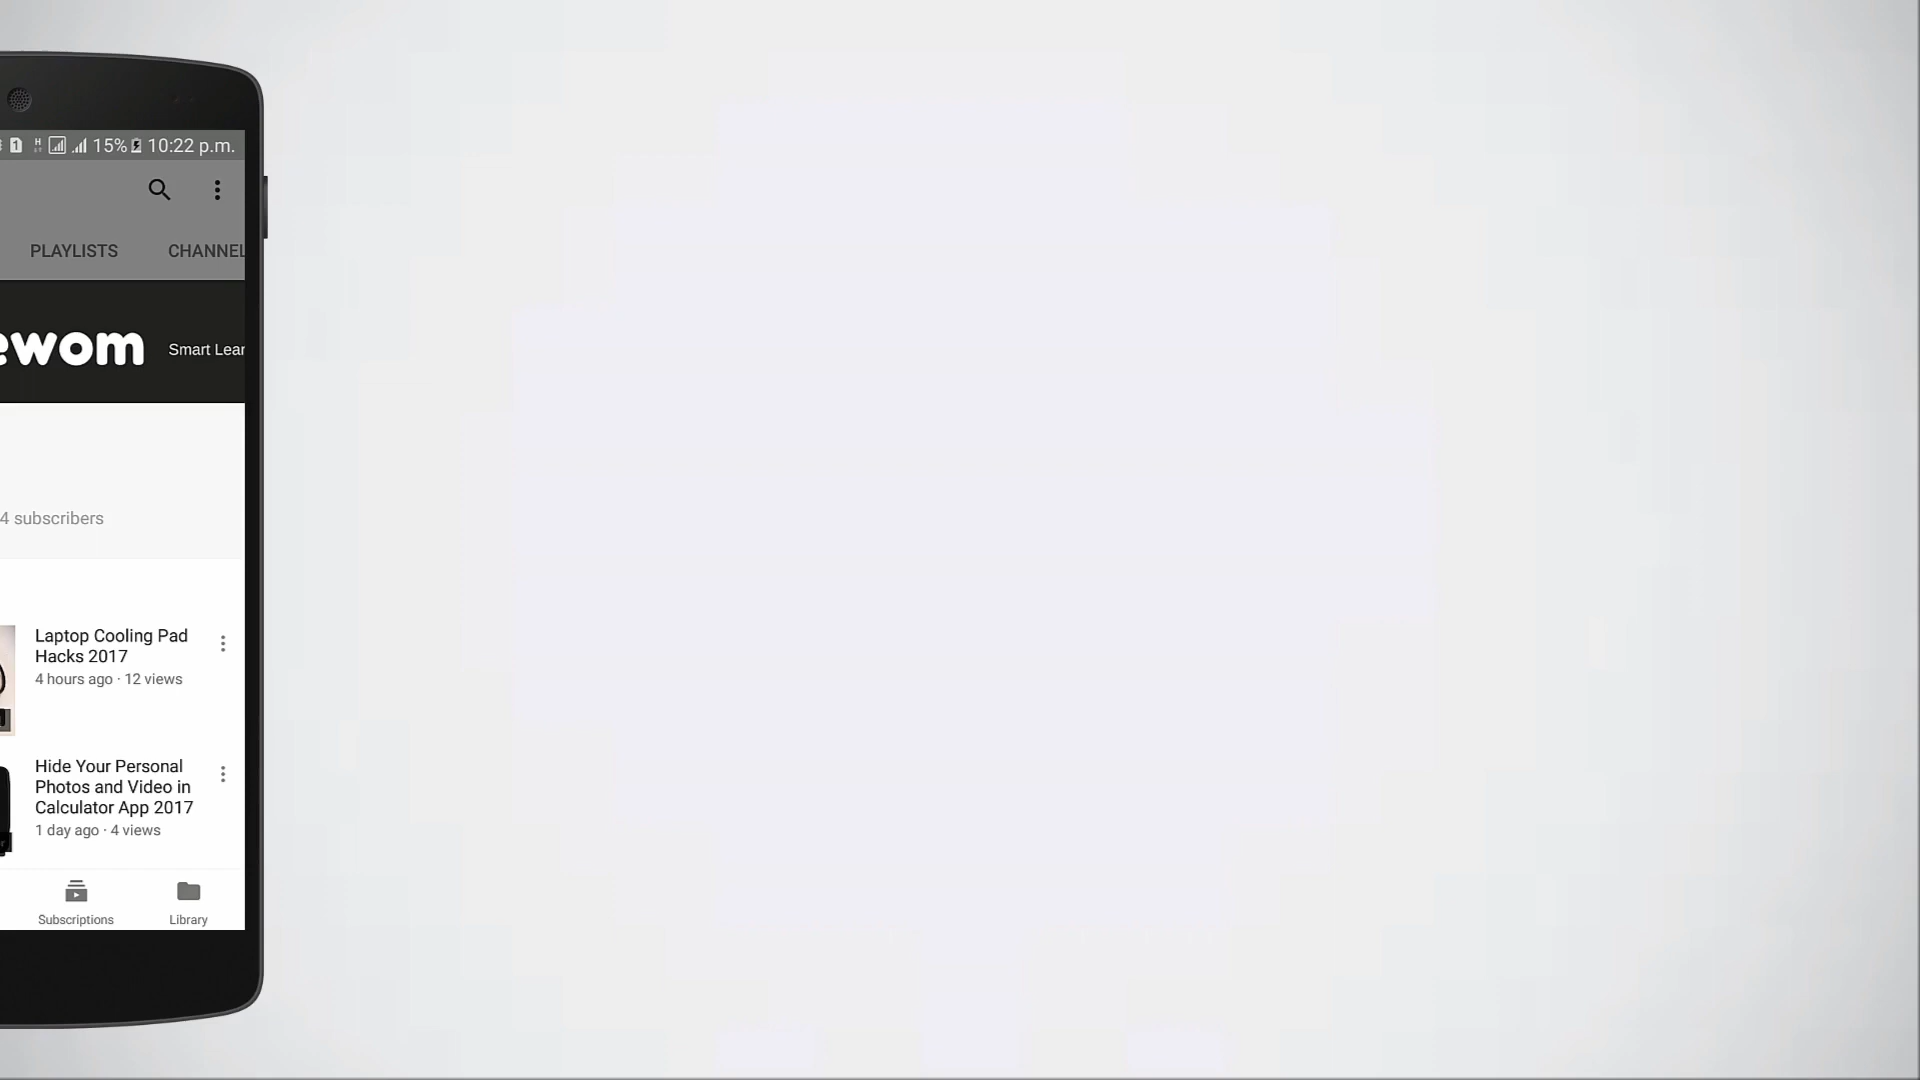 1 15% 10:22 p.m.
PLAYLISTS CHANNEL
ewom Smart Lear
4 subscribers
Laptop Cooling Pad
Hacks 2017
4 hours ago · 12 views
Hide Your Personal
Photos and Video in
Calculator App 2017
1 day ago · 4 views
Subscriptions Library